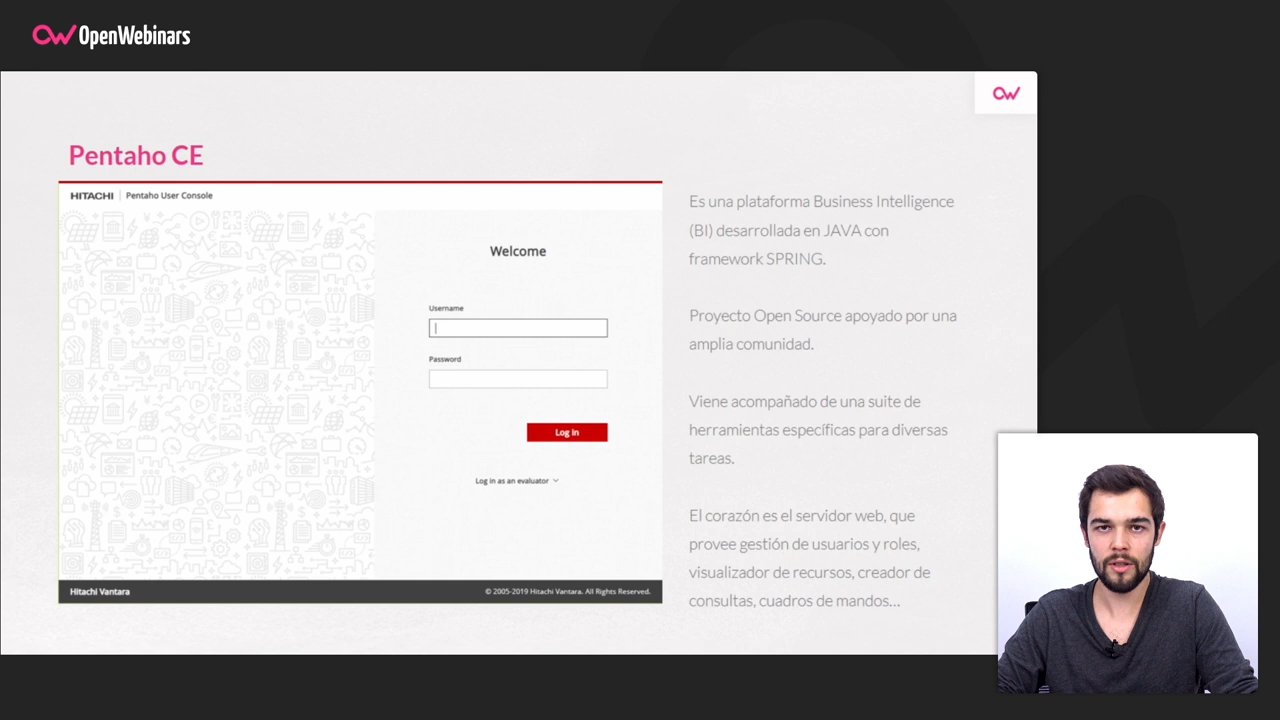 OpenWebinars
Pentaho CE
HITACHI Pentaho User Console
Welcome
Username
Password
Log in
Log in as an evaluator
Hitachi Vantara
© 2005-2019 Hitachi Vantara. All Rights Reserved.
Es una plataforma Business Intelligence
(BI) desarrollada en JAVA con
framework SPRING.
Proyecto Open Source apoyado por una
amplia comunidad.
Viene acompañado de una suite de
herramientas específicas para diversas
tareas.
El corazón es el servidor web, que
provee gestión de usuarios y roles,
visualizador de recursos, creador de
consultas, cuadros de mandos...